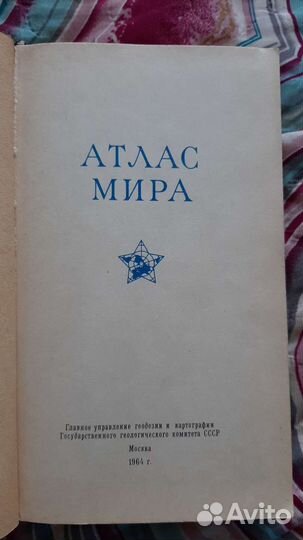 АТЛАС
МИРА
Главное управление геодезии и картографии
Государственного геологического комитета СССР
Москва
1964 г.
Avito